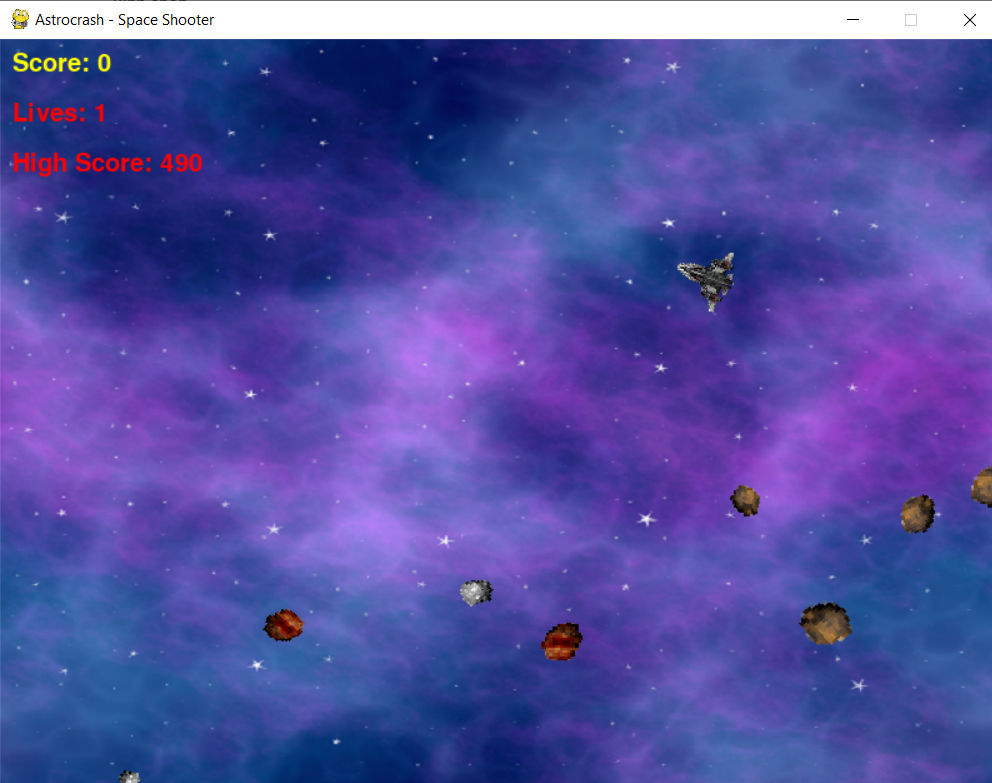 Astrocrash - Space Shooter
Score: 0
Lives: 1
High Score: 490